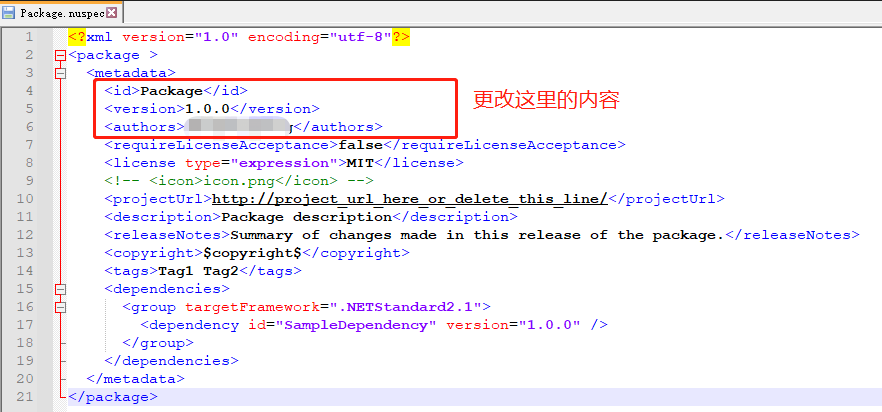 Package.nuspec
1 <?xml version="1.0" encoding="utf-8"?>
2 <package >
3 <metadata>
4 <id>Package</id>
5 <version>1.0.0</version>
6 <authors></authors>
更改这里的内容
7 <requireLicenseAcceptance>false</requireLicenseAcceptance>
8 <license type="expression">MIT</license>
9 <!-- <icon>icon.png</icon> -->
10 <projectUrl>http://project_url_here_or_delete_this_line/</projectUrl>
11 <description>Package description</description>
12 <releaseNotes>Summary of changes made in this release of the package.</releaseNotes>
13 <copyright>$copyright$</copyright>
14 <tags>Tag1 Tag2</tags>
15 <dependencies>
16 <group targetFramework=".NETStandard2.1">
17 <dependency id="SampleDependency" version="1.0.0" />
18 </group>
19 </dependencies>
20 </metadata>
21 </package>